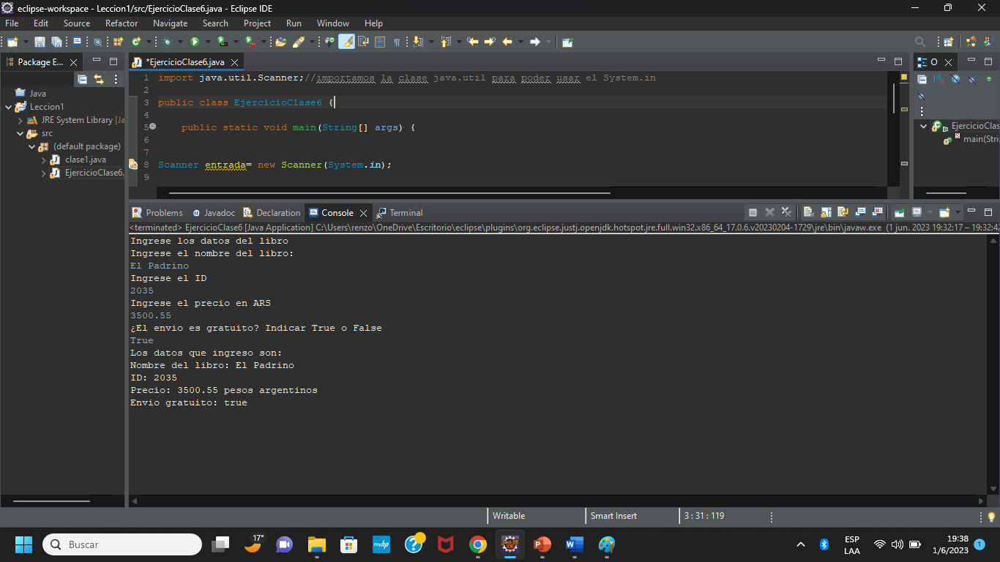 eclipse-workspace - Leccion1/src/EjercicioClase6.java - Eclipse IDE
File Edit Source Refactor Navigate Search Project Run Window Help
Package E...
*EjercicioClase6.java
O
Java
Leccion1
JRE System Library [Ja
src
(default package)
clase1.java
EjercicioClase6.
1 import java.util.Scanner;//importamos la clase java.util para poder usar el System.in
2
3 public class EjercicioClase6 {
4
5 public static void main(String[] args) {
6
7
8 Scanner entrada= new Scanner(System.in);
9
EjercicioClas
main(Stri
Problems Javadoc Declaration Console Terminal
<terminated> EjercicioClase6 [Java Application] C:\Users\renzo\OneDrive\Escritorio\eclipse\plugins\org.eclipse.justj.openjdk.hotspot.jre.full.win32.x86_64_17.0.6.v20230204-1729\jre\bin\javaw.exe (1 jun. 2023 19:32:17 – 19:32:42
Ingrese los datos del libro
Ingrese el nombre del libro:
El Padrino
Ingrese el ID
2035
Ingrese el precio en ARS
3500.55
¿El envio es gratuito? Indicar True o False
True
Los datos que ingreso son:
Nombre del libro: El Padrino
ID: 2035
Precio: 3500.55 pesos argentinos
Envio gratuito: true
Writable Smart Insert 3 : 31 : 119
Buscar
17°
myhp
ESP
LAA
19:38
1/6/2023
1